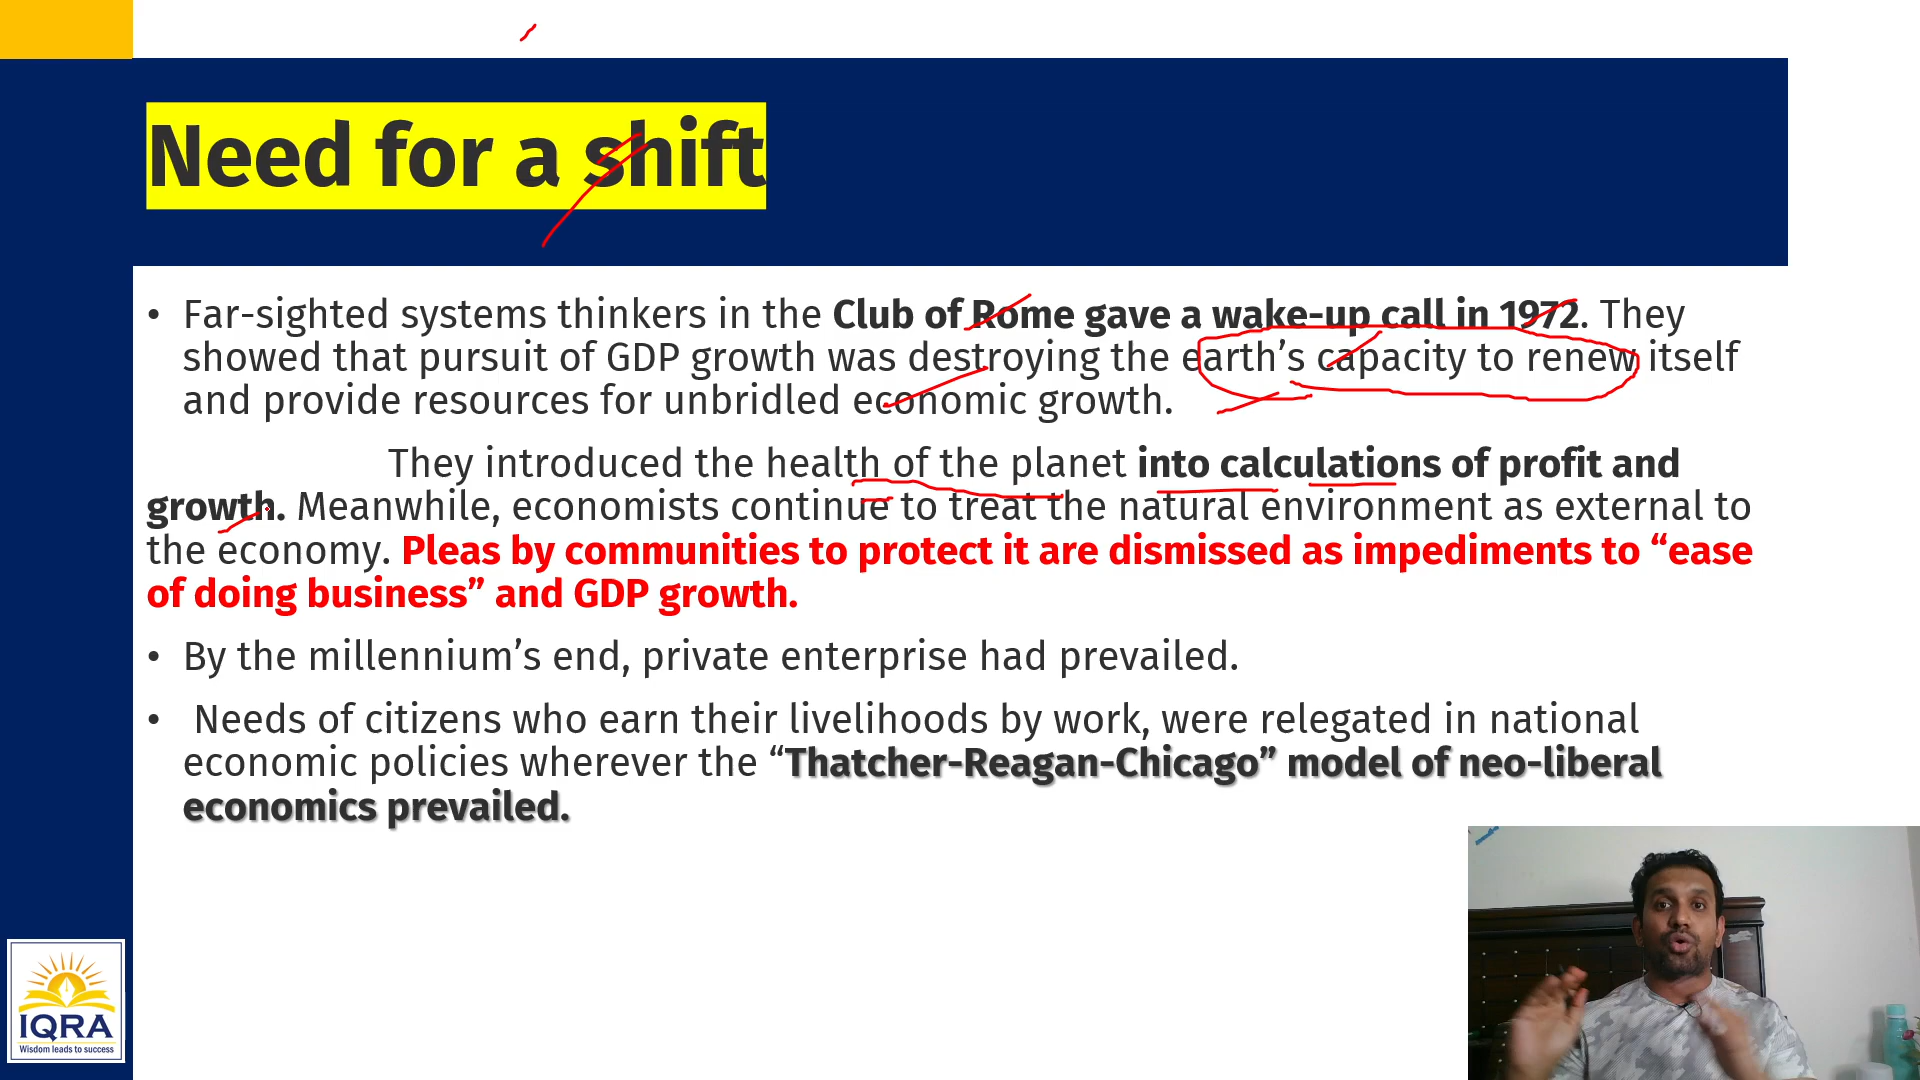 Need for a shift
• Far-sighted systems thinkers in the Club of Rome gave a wake-up call in 1972. They
showed that pursuit of GDP growth was destroying the earth’s capacity to renew itself
and provide resources for unbridled economic growth.
They introduced the health of the planet into calculations of profit and
growth. Meanwhile, economists continue to treat the natural environment as external to
the economy. Pleas by communities to protect it are dismissed as impediments to “ease
of doing business” and GDP growth.
• By the millennium’s end, private enterprise had prevailed.
• Needs of citizens who earn their livelihoods by work, were relegated in national
economic policies wherever the “Thatcher-Reagan-Chicago” model of neo-liberal
economics prevailed.
IQRA
Wisdom leads to success